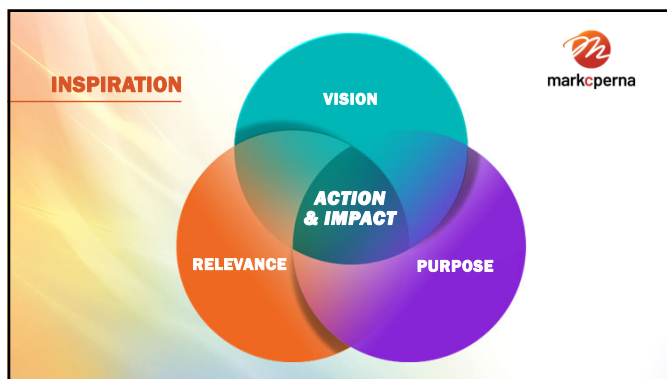 INSPIRATION
markcperna
VISION
ACTION
& IMPACT
RELEVANCE
PURPOSE